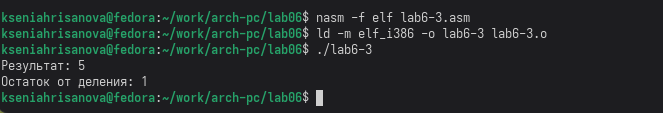 kseniahrisanova@fedora:~/work/arch-pc/lab06$ nasm -f elf lab6-3.asm
kseniahrisanova@fedora:~/work/arch-pc/lab06$ ld -m elf_i386 -o lab6-3 lab6-3.o
kseniahrisanova@fedora:~/work/arch-pc/lab06$ ./lab6-3
Результат: 5
Остаток от деления: 1
kseniahrisanova@fedora:~/work/arch-pc/lab06$